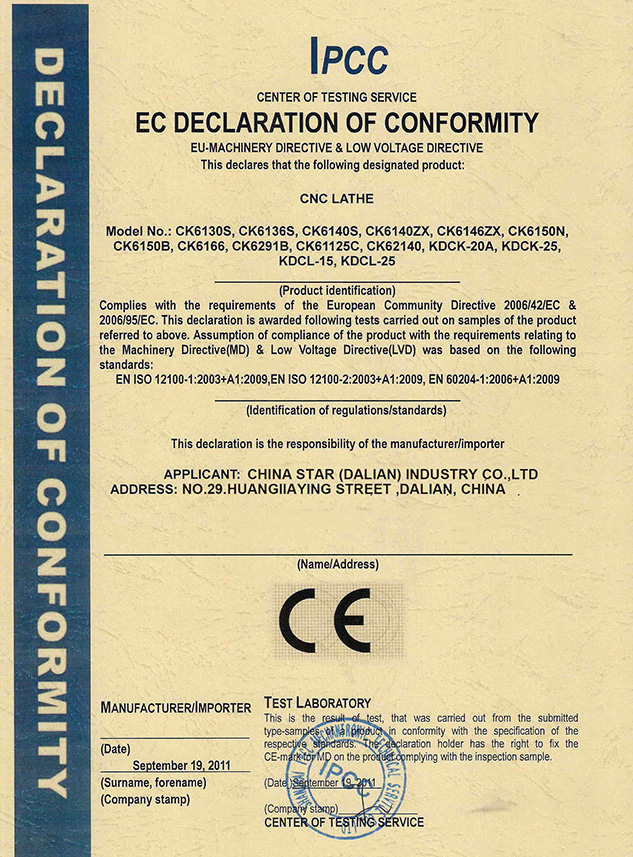 DECLARATION OF CONFORMITY
IPCC
CENTER OF TESTING SERVICE
EC DECLARATION OF CONFORMITY
EU-MACHINERY DIRECTIVE & LOW VOLTAGE DIRECTIVE
This declares that the following designated product:
CNC LATHE
Model No.: CK6130S, CK6136S, CK6140S, CK6140ZX, CK6146ZX, CK6150N,
CK6150B, CK6166, CK6291B, CK61125C, CK62140, KDCK-20A, KDCK-25,
KDCL-15, KDCL-25
(Product identification)
Complies with the requirements of the European Community Directive 2006/42/EC &
2006/95/EC. This declaration is awarded following tests carried out on samples of the product
referred to above. Assumption of compliance of the product with the requirements relating to
the Machinery Directive(MD) & Low Voltage Directive(LVD) was based on the following
standards:
EN ISO 12100-1:2003+A1:2009,EN ISO 12100-2:2003+A1:2009, EN 60204-1:2006+A1:2009
(Identification of regulations/standards)
This declaration is the responsibility of the manufacturer/importer
APPLICANT: CHINA STAR (DALIAN) INDUSTRY CO.,LTD
ADDRESS: NO.29.HUANGIIAYING STREET ,DALIAN, CHINA .
(Name/Address)
CE
MANUFACTURER/IMPORTER
(Date)
September 19, 2011
(Surname, forename)
(Company stamp)
TEST LABORATORY
This is the result of test, that was carried out from the submitted
type-samples of a product in conformity with the specification of the
respective standards. The declaration holder has the right to fix the
CE-mark for MD on the product complying with the inspection sample.
(Date) September 19, 2011
(Company stamp)
CENTER OF TESTING SERVICE
IPCC